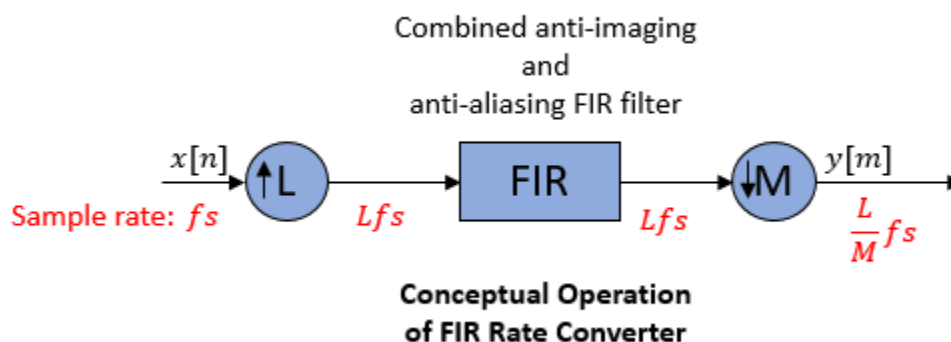 Combined anti-imaging
and
anti-aliasing FIR filter
x[n]
↑L
FIR
↓M
y[m]
Sample rate: fs
Lfs
Lfs
L/M fs
Conceptual Operation
of FIR Rate Converter